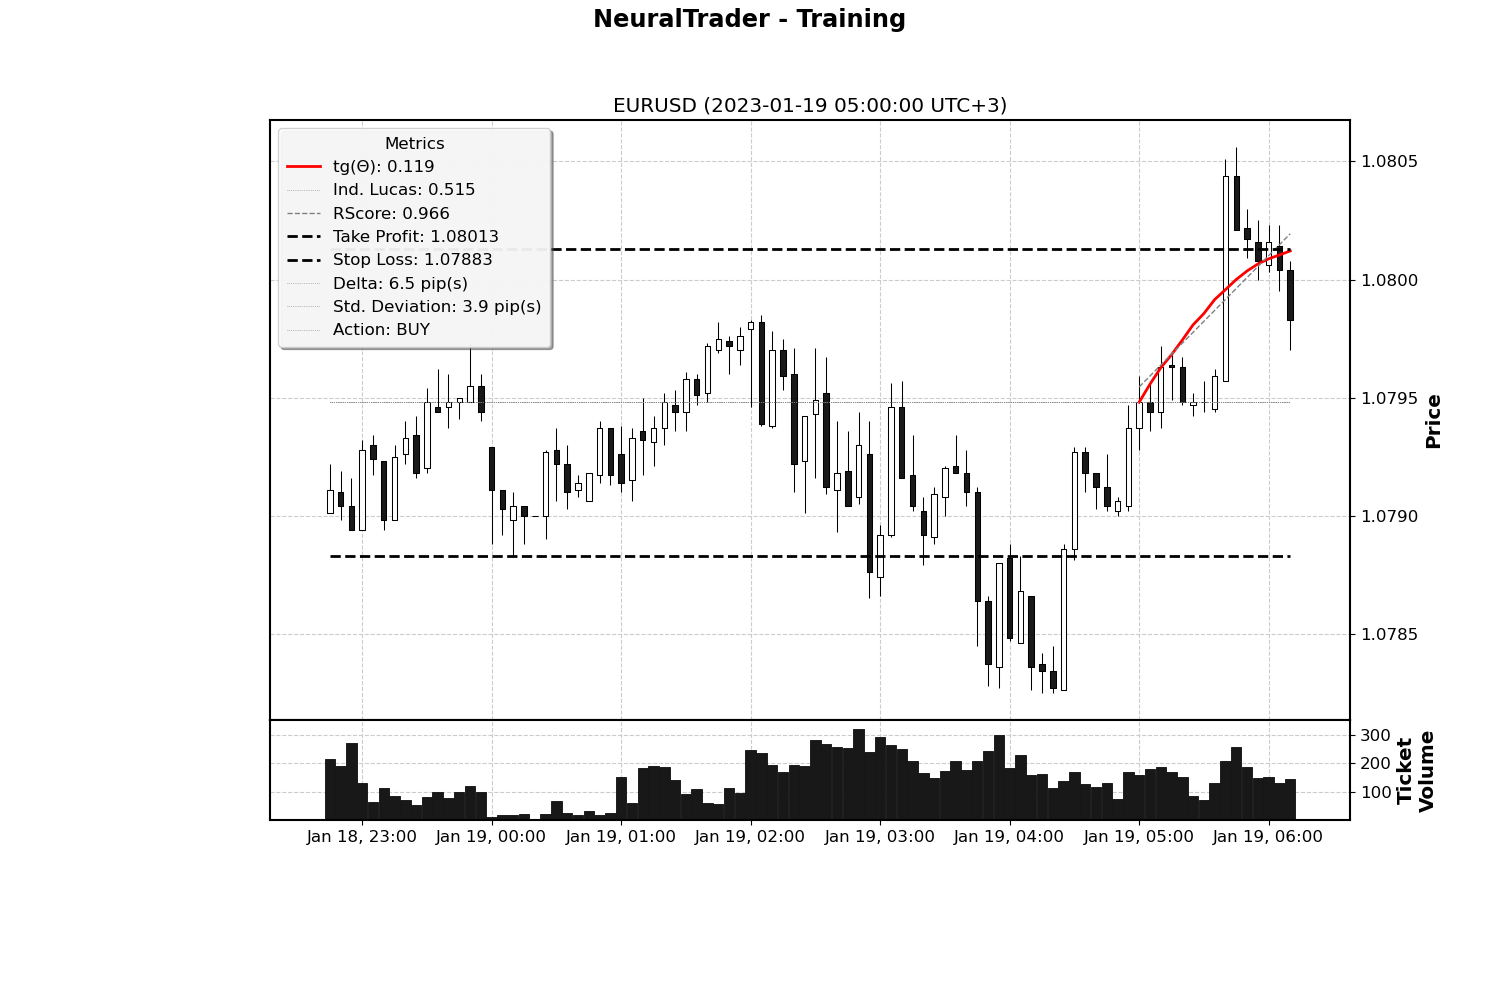 NeuralTrader - Training
EURUSD (2023-01-19 05:00:00 UTC+3)
Metrics
tg(Θ): 0.119
Ind. Lucas: 0.515
RScore: 0.966
Take Profit: 1.08013
Stop Loss: 1.07883
Delta: 6.5 pip(s)
Std. Deviation: 3.9 pip(s)
Action: BUY
1.0805
1.0800
1.0795
1.0790
1.0785
Price
300
200
100
Ticket
Volume
Jan 18, 23:00
Jan 19, 00:00
Jan 19, 01:00
Jan 19, 02:00
Jan 19, 03:00
Jan 19, 04:00
Jan 19, 05:00
Jan 19, 06:00